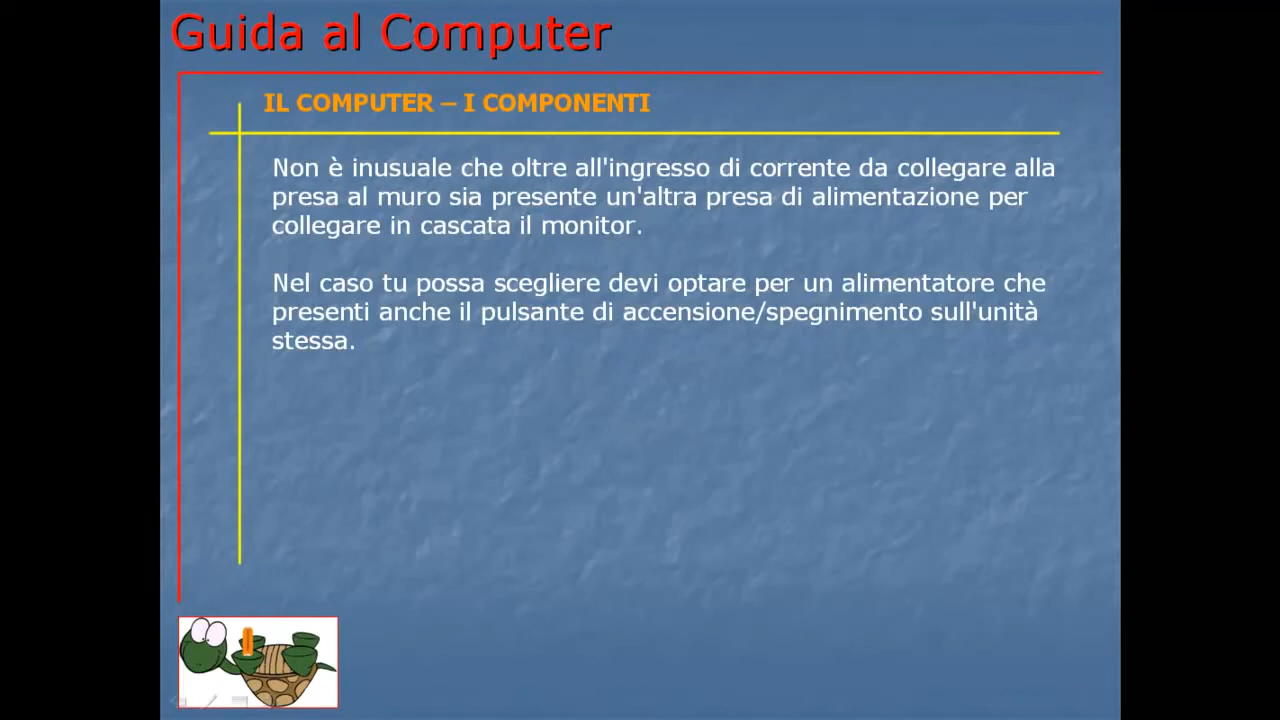 Guida al Computer
IL COMPUTER – I COMPONENTI
Non è inusuale che oltre all'ingresso di corrente da collegare alla
presa al muro sia presente un'altra presa di alimentazione per
collegare in cascata il monitor.
Nel caso tu possa scegliere devi optare per un alimentatore che
presenti anche il pulsante di accensione/spegnimento sull'unità
stessa.